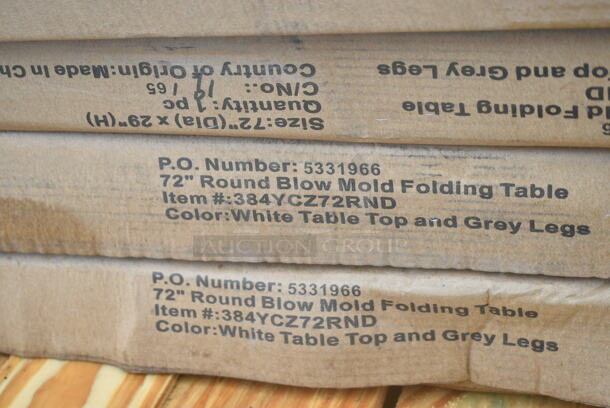 Size:72"(Dia) x 29"(H)
Quantity:1 pc
C/No.: / 65
Country of Origin:Made In Ch
ld Folding Table
ND
op and Grey Legs
P.O. Number: 5331966
72" Round Blow Mold Folding Table
Item #:384YCZ72RND
Color:White Table Top and Grey Legs
AUCTION GROUP
P.O. Number: 5331966
72" Round Blow Mold Folding Table
Item #:384YCZ72RND
Color:White Table Top and Grey Legs